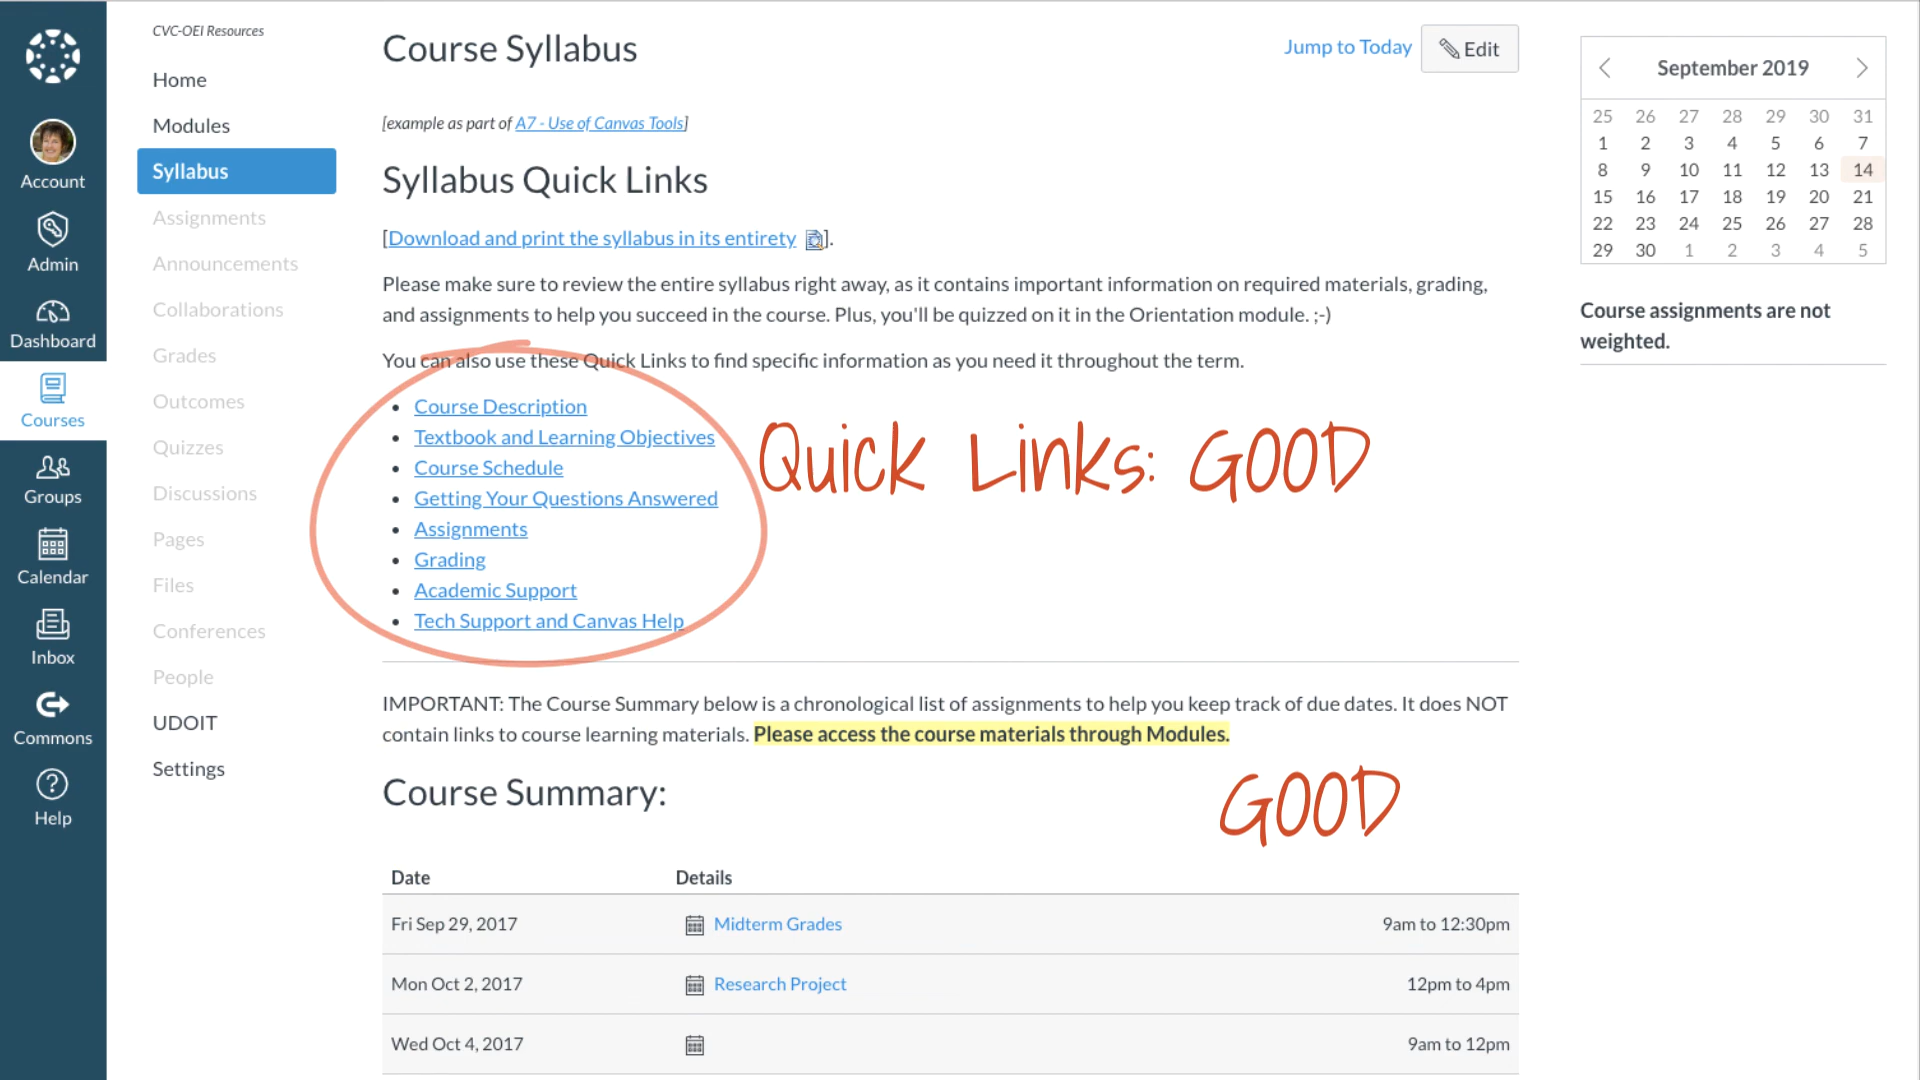 Account
Admin
Dashboard
Courses
Groups
Calendar
Inbox
Commons
Help
CVC-OEI Resources
Home
Modules
Syllabus
Assignments
Announcements
Collaborations
Grades
Outcomes
Quizzes
Discussions
Pages
Files
Conferences
People
UDOIT
Settings
Course Syllabus
Jump to Today
Edit
[example as part of A7 - Use of Canvas Tools]
Syllabus Quick Links
[Download and print the syllabus in its entirety ].
Please make sure to review the entire syllabus right away, as it contains important information on required materials, grading,
and assignments to help you succeed in the course. Plus, you'll be quizzed on it in the Orientation module. ;-)
You can also use these Quick Links to find specific information as you need it throughout the term.
• Course Description
• Textbook and Learning Objectives
• Course Schedule
• Getting Your Questions Answered
• Assignments
• Grading
• Academic Support
• Tech Support and Canvas Help
Quick Links: GOOD
IMPORTANT: The Course Summary below is a chronological list of assignments to help you keep track of due dates. It does NOT
contain links to course learning materials. Please access the course materials through Modules.
GOOD
Course Summary:
Date Details
Fri Sep 29, 2017 Midterm Grades 9am to 12:30pm
Mon Oct 2, 2017 Research Project 12pm to 4pm
Wed Oct 4, 2017 9am to 12pm
September 2019
25 26 27 28 29 30 31
1 2 3 4 5 6 7
8 9 10 11 12 13 14
15 16 17 18 19 20 21
22 23 24 25 26 27 28
29 30 1 2 3 4 5
Course assignments are not
weighted.